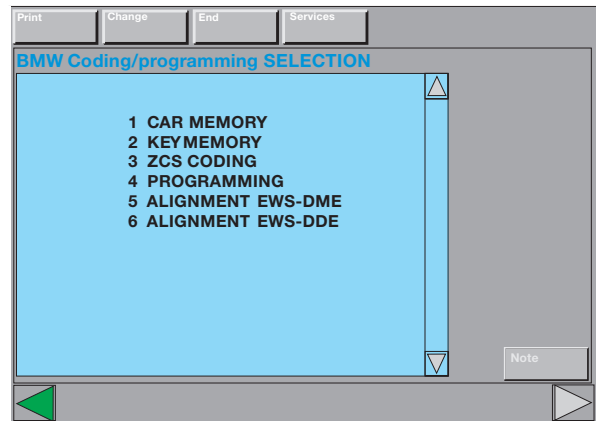 Print Change End Services
BMW Coding/programming SELECTION
1 CAR MEMORY
2 KEYMEMORY
3 ZCS CODING
4 PROGRAMMING
5 ALIGNMENT EWS-DME
6 ALIGNMENT EWS-DDE
Note